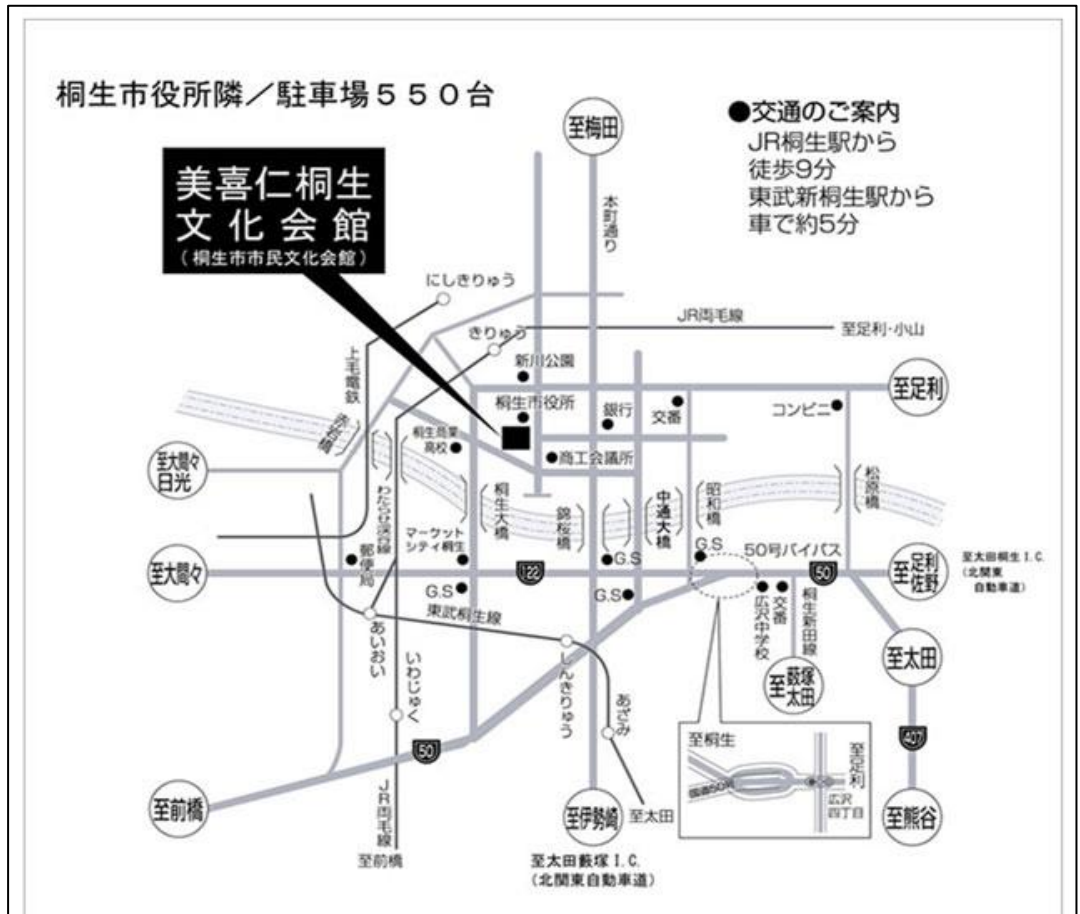 桐生市役所隣／駐車場５５０台
至梅田
●交通のご案内
JR桐生駅から
徒歩9分
東武新桐生駅から
車で約5分
美喜仁桐生
文化会館
(桐生市市民文化会館)
本町通り
にしきりゅう
きりゅう
JR両毛線
至足利・小山
上毛電鉄
新川公園
至足利
桐生市役所
銀行
交番
コンビニ
赤岩橋
桐生商業
高校
商工会議所
至大間々
日光
わたらせ渓谷線
桐生大橋
錦桜橋
中通大橋
昭和橋
松原橋
マーケット
シティ桐生
郵便局
G.S
G.S
50号バイパス
至大間々
122
50
至足利
佐野
至太田桐生I.C.
(北関東
自動車道)
G.S
G.S
東武桐生線
広沢中学校
交番
桐生新田線
あいおい
いわじゅく
しんきりゅう
あざみ
至藪塚
太田
至太田
50
407
至桐生
至足利
国道50号
広沢
四丁目
至前橋
JR両毛線
至前橋
至伊勢崎
至太田
至熊谷
至太田藪塚I.C.
(北関東自動車道)